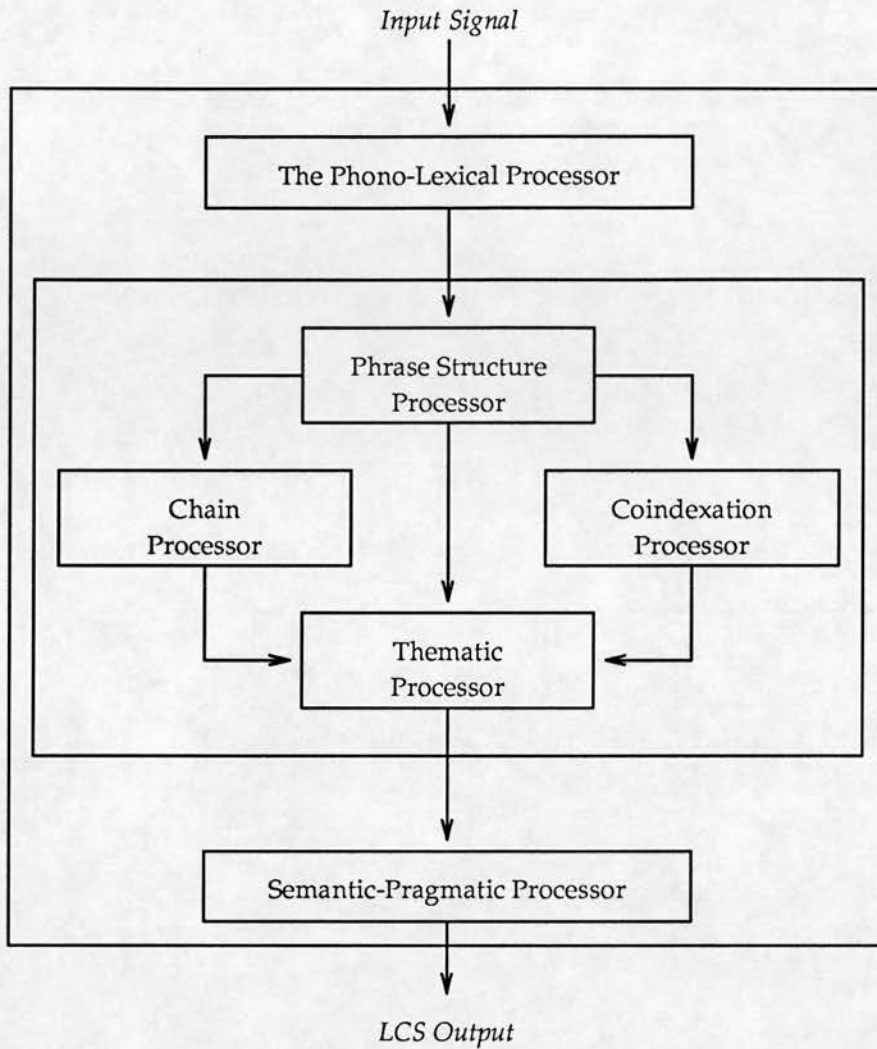 Input Signal
The Phono-Lexical Processor
Phrase Structure
Processor
Chain
Processor
Coindexation
Processor
Thematic
Processor
Semantic-Pragmatic Processor
LCS Output